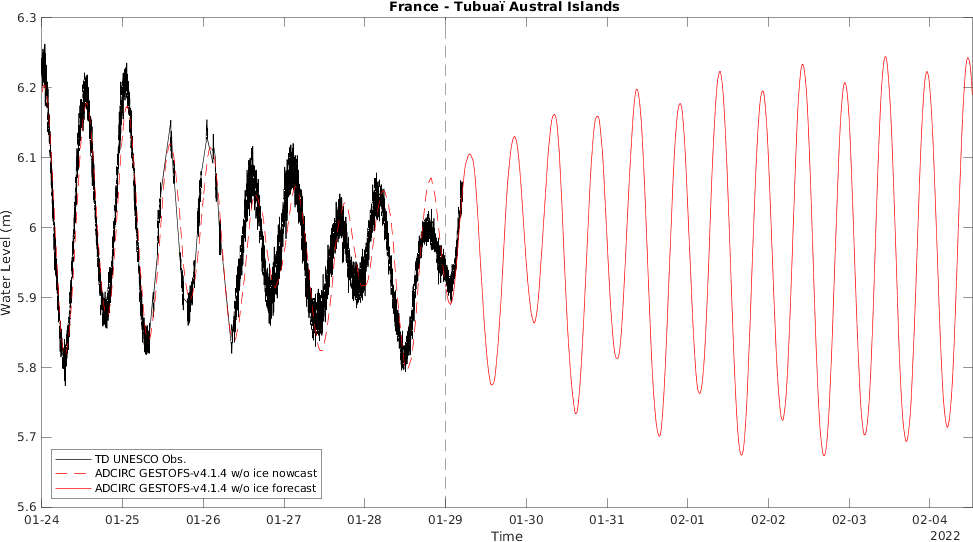 France - Tubuaï Austral Islands
Water Level (m)
6.3
6.2
6.1
6
5.9
5.8
5.7
5.6
TD UNESCO Obs.
ADCIRC GESTOFS-v4.1.4 w/o ice nowcast
ADCIRC GESTOFS-v4.1.4 w/o ice forecast
01-24 01-25 01-26 01-27 01-28 01-29 01-30 01-31 02-01 02-02 02-03 02-04
Time
2022